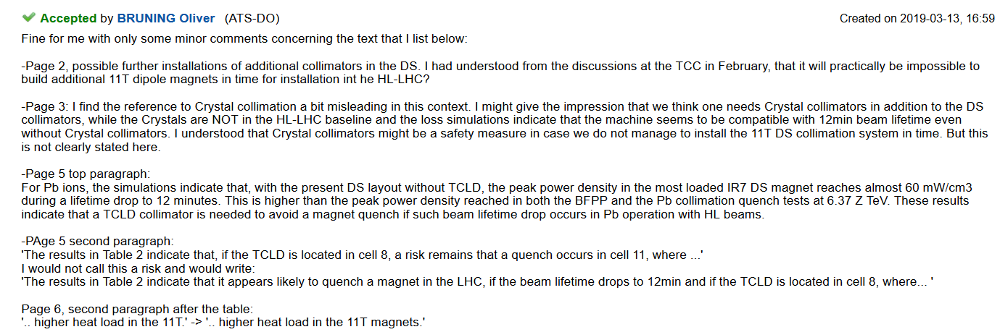 Accepted by BRUNING Oliver (ATS-DO) Created on 2019-03-13, 16:59
Fine for me with only some minor comments concerning the text that I list below:
-Page 2, possible further installations of additional collimators in the DS. I had understood from the discussions at the TCC in February, that it will practically be impossible to
build additional 11T dipole magnets in time for installation int he HL-LHC?
-Page 3: I find the reference to Crystal collimation a bit misleading in this context. I might give the impression that we think one needs Crystal collimators in addition to the DS
collimators, while the Crystals are NOT in the HL-LHC baseline and the loss simulations indicate that the machine seems to be compatible with 12min beam lifetime even
without Crystal collimators. I understood that Crystal collimators might be a safety measure in case we do not manage to install the 11T DS collimation system in time. But this
is not clearly stated here.
-Page 5 top paragraph:
For Pb ions, the simulations indicate that, with the present DS layout without TCLD, the peak power density in the most loaded IR7 DS magnet reaches almost 60 mW/cm3
during a lifetime drop to 12 minutes. This is higher than the peak power density reached in both the BFPP and the Pb collimation quench tests at 6.37 Z TeV. These results
indicate that a TCLD collimator is needed to avoid a magnet quench if such beam lifetime drop occurs in Pb operation with HL beams.
-PAge 5 second paragraph:
'The results in Table 2 indicate that, if the TCLD is located in cell 8, a risk remains that a quench occurs in cell 11, where ...'
I would not call this a risk and would write:
'The results in Table 2 indicate that it appears likely to quench a magnet in the LHC, if the beam lifetime drops to 12min and if the TCLD is located in cell 8, where... '
Page 6, second paragraph after the table:
'.. higher heat load in the 11T.' -> '.. higher heat load in the 11T magnets.'